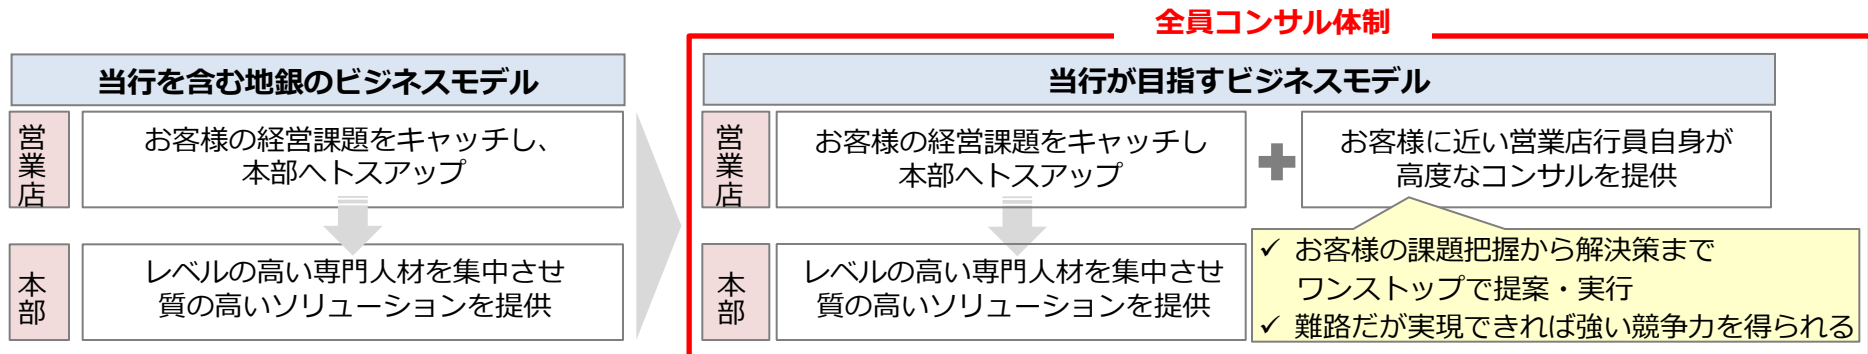 全員コンサル体制
当行を含む地銀のビジネスモデル
営業店
お客様の経営課題をキャッチし、
本部へトスアップ
本部
レベルの高い専門人材を集中させ
質の高いソリューションを提供
当行が目指すビジネスモデル
営業店
お客様の経営課題をキャッチし
本部へトスアップ
お客様に近い営業店行員自身が
高度なコンサルを提供
本部
レベルの高い専門人材を集中させ
質の高いソリューションを提供
✓ お客様の課題把握から解決策まで
ワンストップで提案・実行
✓ 難路だが実現できれば強い競争力を得られる